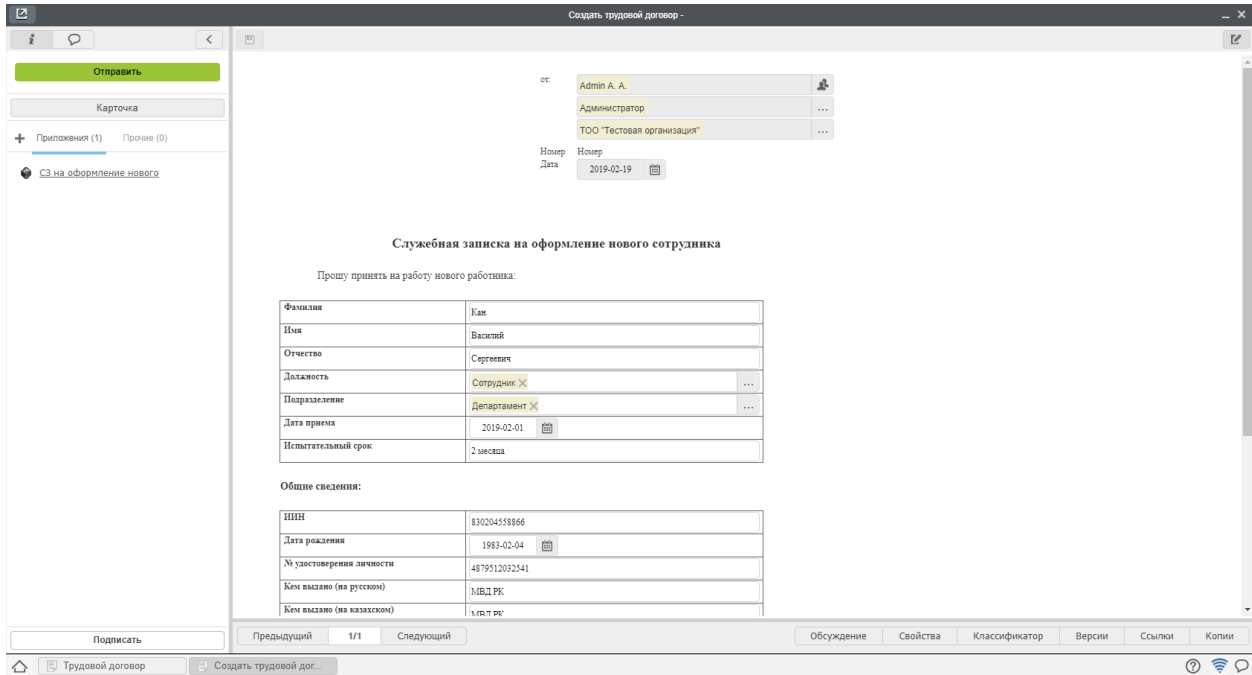 Создать трудовой договор -
Отправить
Карточка
Приложения (1) Прочие (0)
СЗ на оформление нового
Подписать
от: Admin A. A.
Администратор
ТОО "Тестовая организация"
Номер Номер
Дата 2019-02-19
Служебная записка на оформление нового сотрудника
Прошу принять на работу нового работника:
Фамилия Кан
Имя Василий
Отчество Сергеевич
Должность Сотрудник
Подразделение Департамент
Дата приема 2019-02-01
Испытательный срок 2 месяца
Общие сведения:
ИИН 830204558866
Дата рождения 1983-02-04
№ удостоверения личности 4879512032541
Кем выдано (на русском) МВД РК
Кем выдано (на казахском) МВД РК
Предыдущий 1/1 Следующий Обсуждение Свойства Классификатор Версии Ссылки Копии
Трудовой договор Создать трудовой дог...